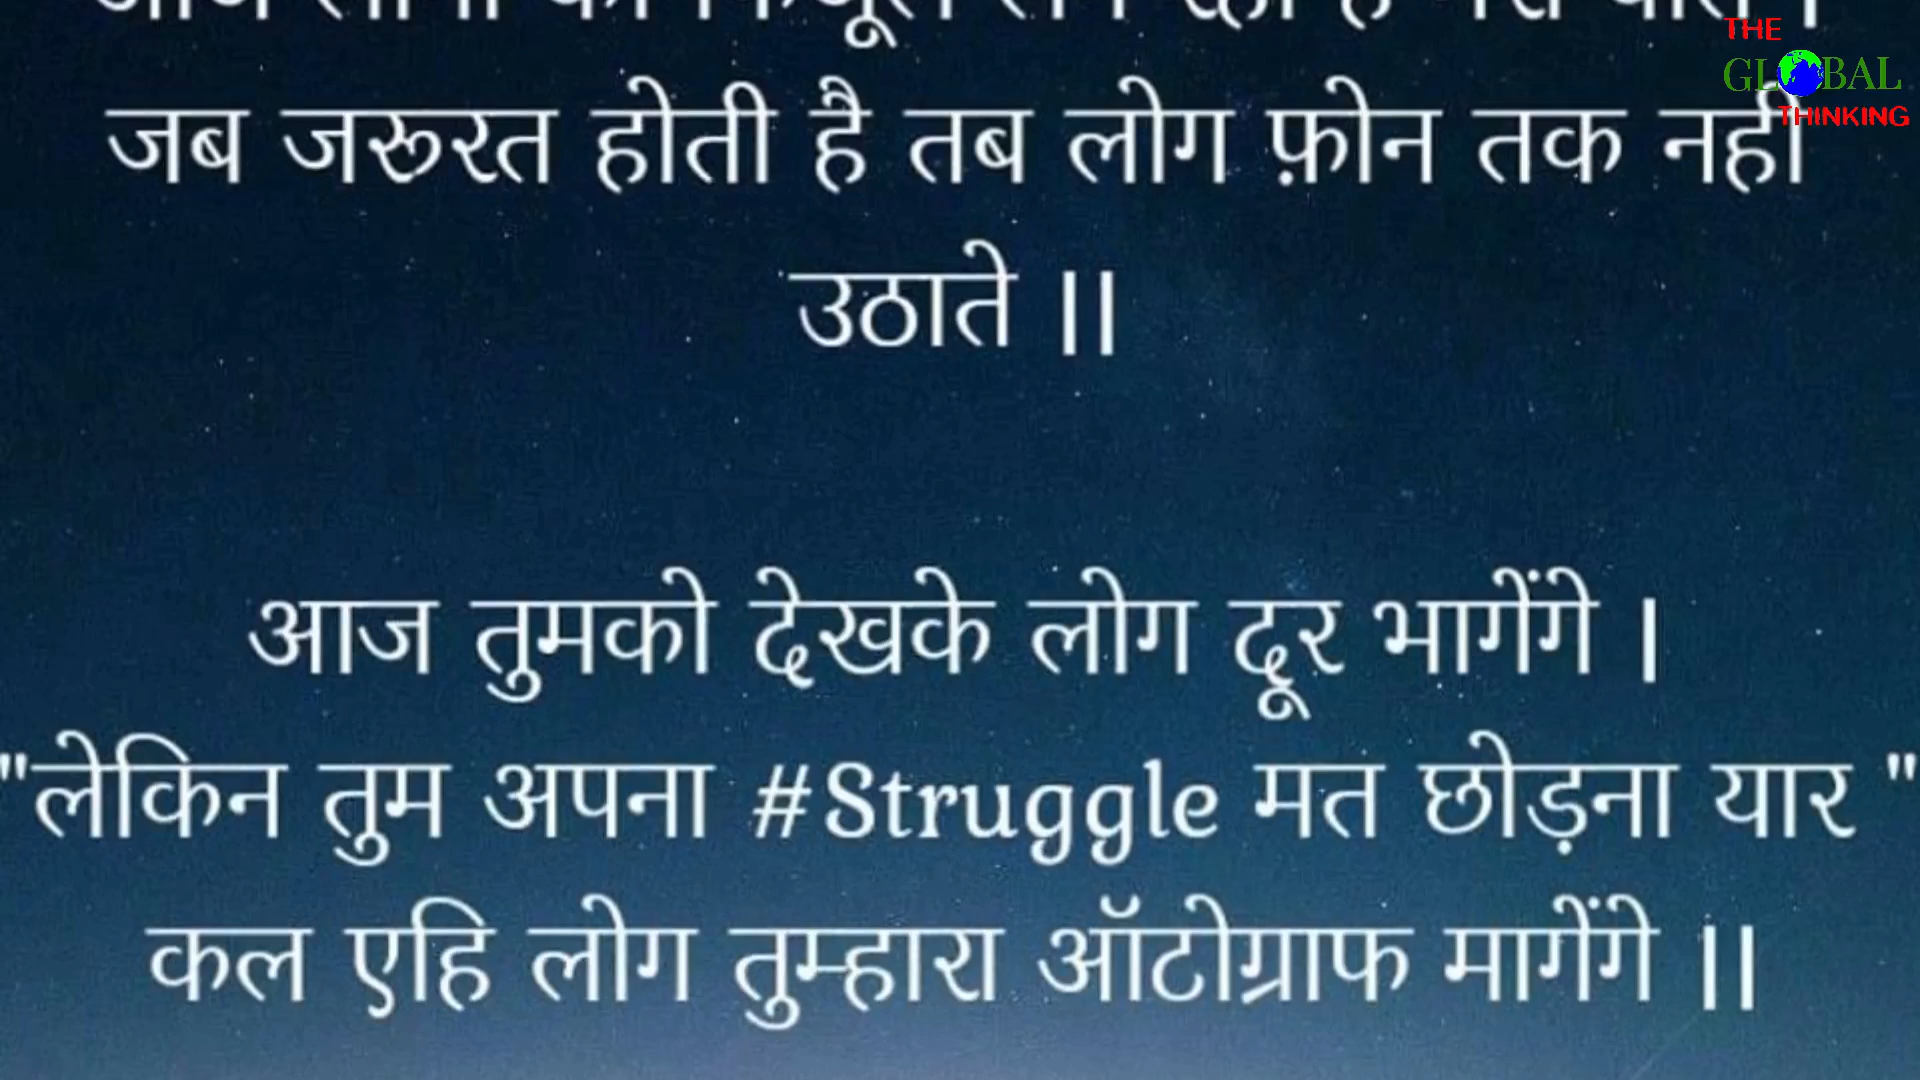 THE
GLOBAL
THINKING
जब जरूरत होती है तब लोग फ़ोन तक नही
उठाते ||
आज तुमको देखके लोग दूर भागेंगे |
"लेकिन तुम अपना #Struggle मत छोड़ना यार "
कल एहि लोग तुम्हारा ऑटोग्राफ मागेंगे ||